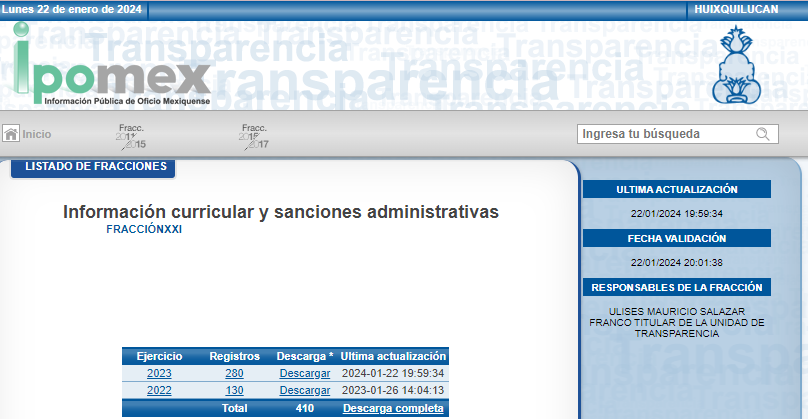 Lunes 22 de enero de 2024
HUIXQUILUCAN
Transparencia
ipomex
Información Pública de Oficio Mexiquense
Inicio
Fracc.
2015
Fracc.
2017
Ingresa tu búsqueda
LISTADO DE FRACCIONES
Información curricular y sanciones administrativas
FRACCIÓNXXI
Ejercicio Registros Descarga * Ultima actualización
2023 280 Descargar 2024-01-22 19:59:34
2022 130 Descargar 2023-01-26 14:04:13
Total 410 Descarga completa
ULTIMA ACTUALIZACIÓN
22/01/2024 19:59:34
FECHA VALIDACIÓN
22/01/2024 20:01:38
RESPONSABLES DE LA FRACCIÓN
ULISES MAURICIO SALAZAR
FRANCO TITULAR DE LA UNIDAD DE
TRANSPARENCIA